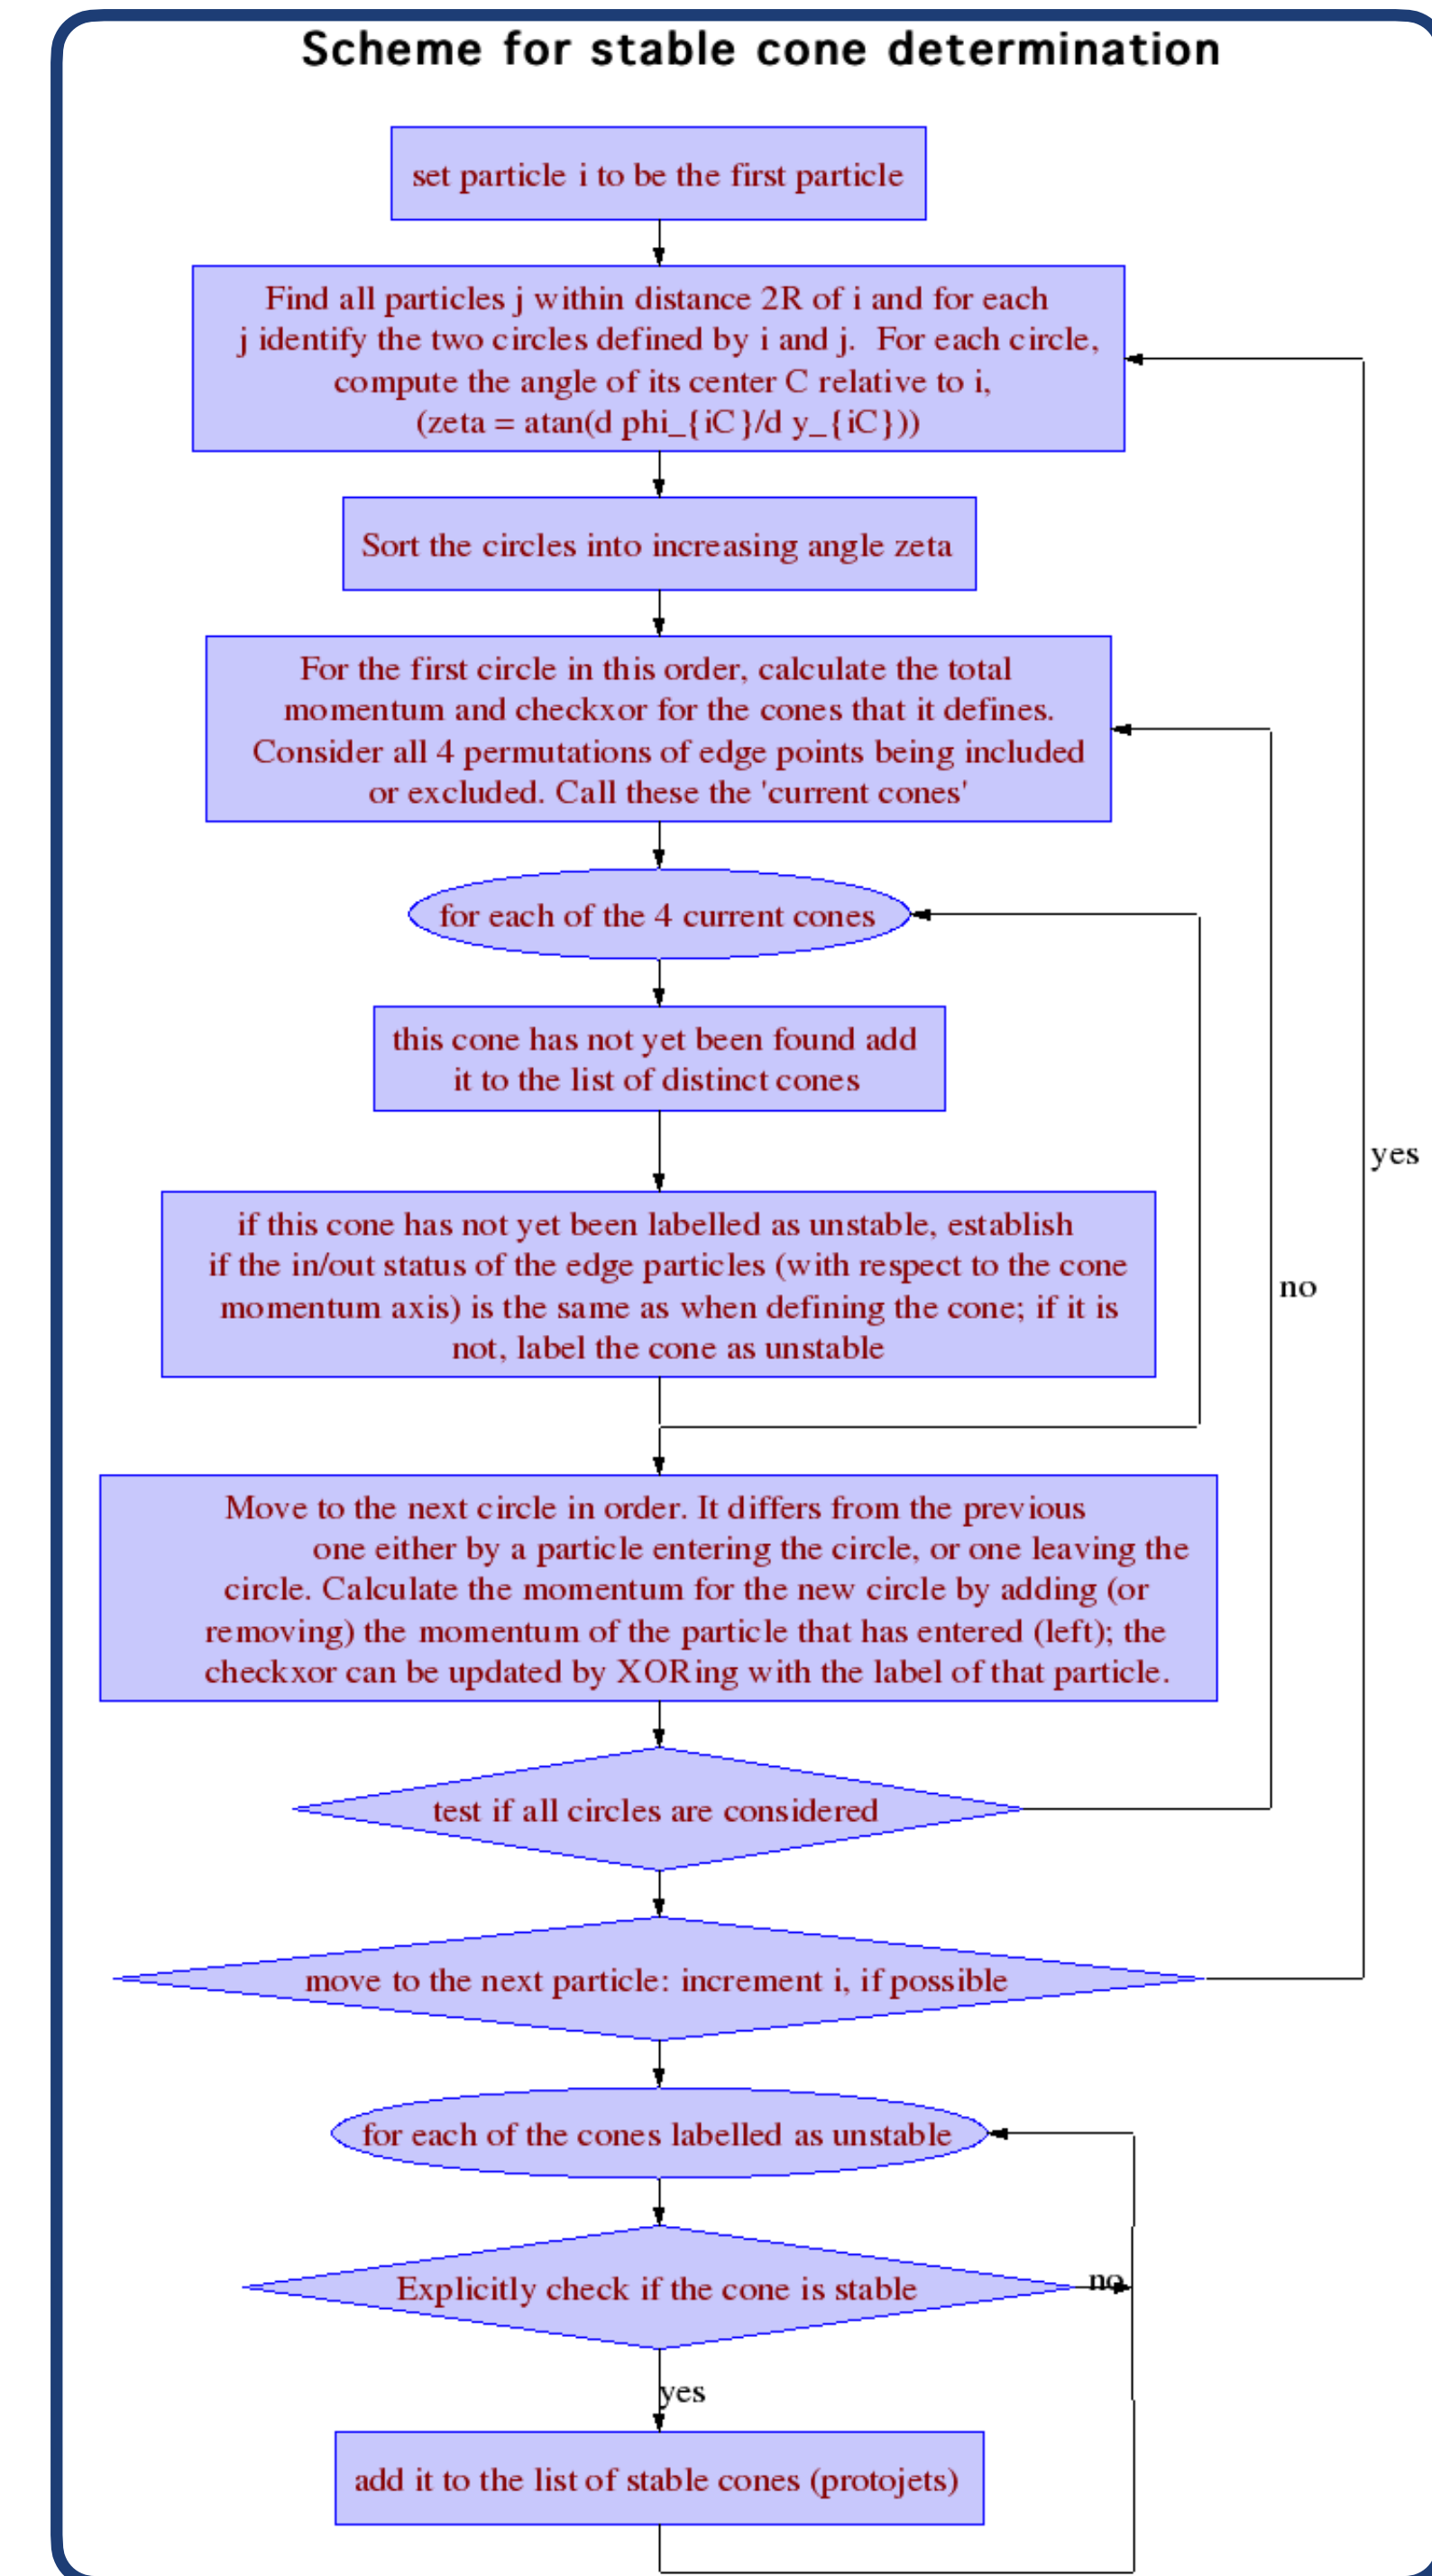 Scheme for stable cone determination
set particle i to be the first particle
Find all particles j within distance 2R of i and for each
j identify the two circles defined by i and j. For each circle,
compute the angle of its center C relative to i,
(zeta = atan(d phi_{iC}/d y_{iC}))
Sort the circles into increasing angle zeta
For the first circle in this order, calculate the total
momentum and checkxor for the cones that it defines.
Consider all 4 permutations of edge points being included
or excluded. Call these the 'current cones'
for each of the 4 current cones
this cone has not yet been found add
it to the list of distinct cones
yes
if this cone has not yet been labelled as unstable, establish
if the in/out status of the edge particles (with respect to the cone
momentum axis) is the same as when defining the cone; if it is
not, label the cone as unstable
no
Move to the next circle in order. It differs from the previous
one either by a particle entering the circle, or one leaving the
circle. Calculate the momentum for the new circle by adding (or
removing) the momentum of the particle that has entered (left); the
checkxor can be updated by XORing with the label of that particle.
test if all circles are considered
move to the next particle: increment i, if possible
for each of the cones labelled as unstable
Explicitly check if the cone is stable
no
yes
add it to the list of stable cones (protojets)